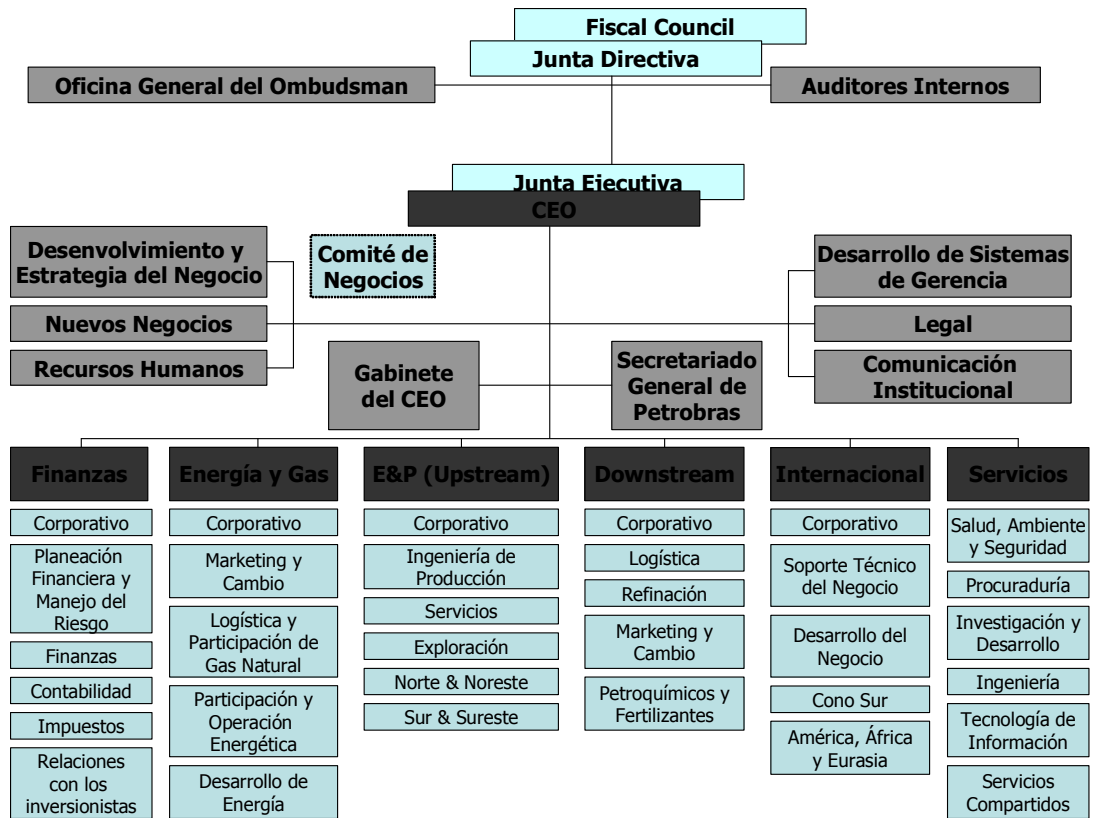 Fiscal Council
Junta Directiva
Oficina General del Ombudsman
Auditores Internos
Junta Ejecutiva
CEO
Desenvolvimiento y
Estrategia del Negocio
Comité de
Negocios
Desarrollo de Sistemas
de Gerencia
Nuevos Negocios
Legal
Recursos Humanos
Gabinete
del CEO
Secretariado
General de
Petrobras
Comunicación
Institucional
Finanzas
Energía y Gas
E&P (Upstream)
Downstream
Internacional
Servicios
Corporativo
Planeación
Financiera y
Manejo del
Riesgo
Finanzas
Contabilidad
Impuestos
Relaciones
con los
inversionistas
Corporativo
Marketing y
Cambio
Logística y
Participación de
Gas Natural
Participación y
Operación
Energética
Desarrollo de
Energía
Corporativo
Ingeniería de
Producción
Servicios
Exploración
Norte & Noreste
Sur & Sureste
Corporativo
Logística
Refinación
Marketing y
Cambio
Petroquímicos y
Fertilizantes
Corporativo
Soporte Técnico
del Negocio
Desarrollo del
Negocio
Cono Sur
América, África
y Eurasia
Salud, Ambiente
y Seguridad
Procuraduría
Investigación y
Desarrollo
Ingeniería
Tecnología de
Información
Servicios
Compartidos